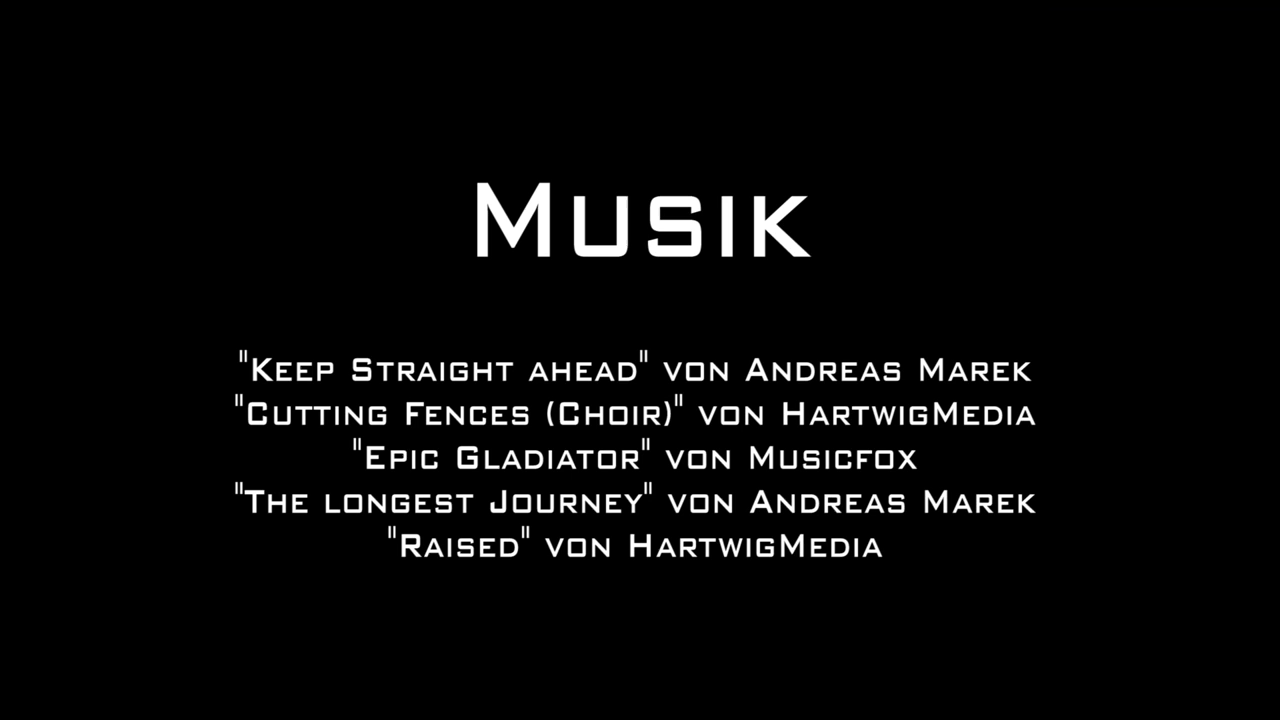 Musik
"Keep Straight ahead" von Andreas Marek
"Cutting Fences (Choir)" von HartwigMedia
"Epic Gladiator" von Musicfox
"The longest Journey" von Andreas Marek
"Raised" von HartwigMedia